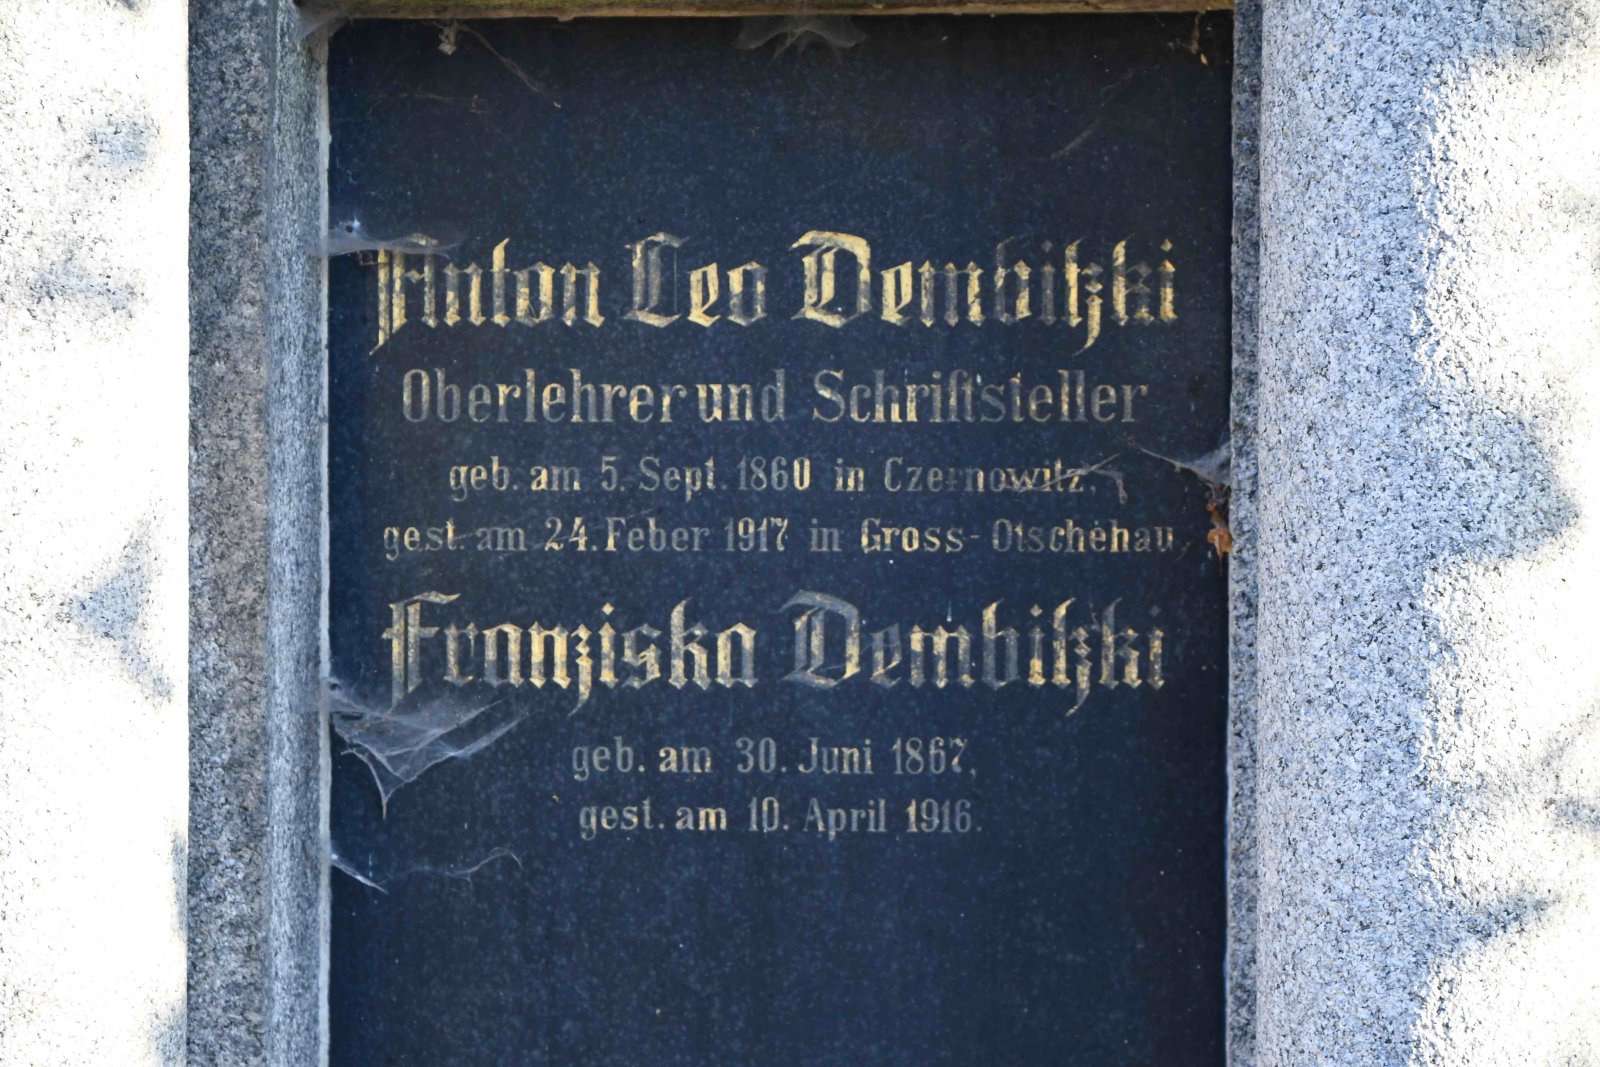 Anton Leo Dembitzki
Oberlehrer und Schriftsteller
geb. am 5. Sept. 1860 in Czernowitz,
gest. am 24. Feber 1917 in Gross-Otschehau,
Franziska Dembitzki
geb. am 30. Juni 1867,
gest. am 10. April 1916.